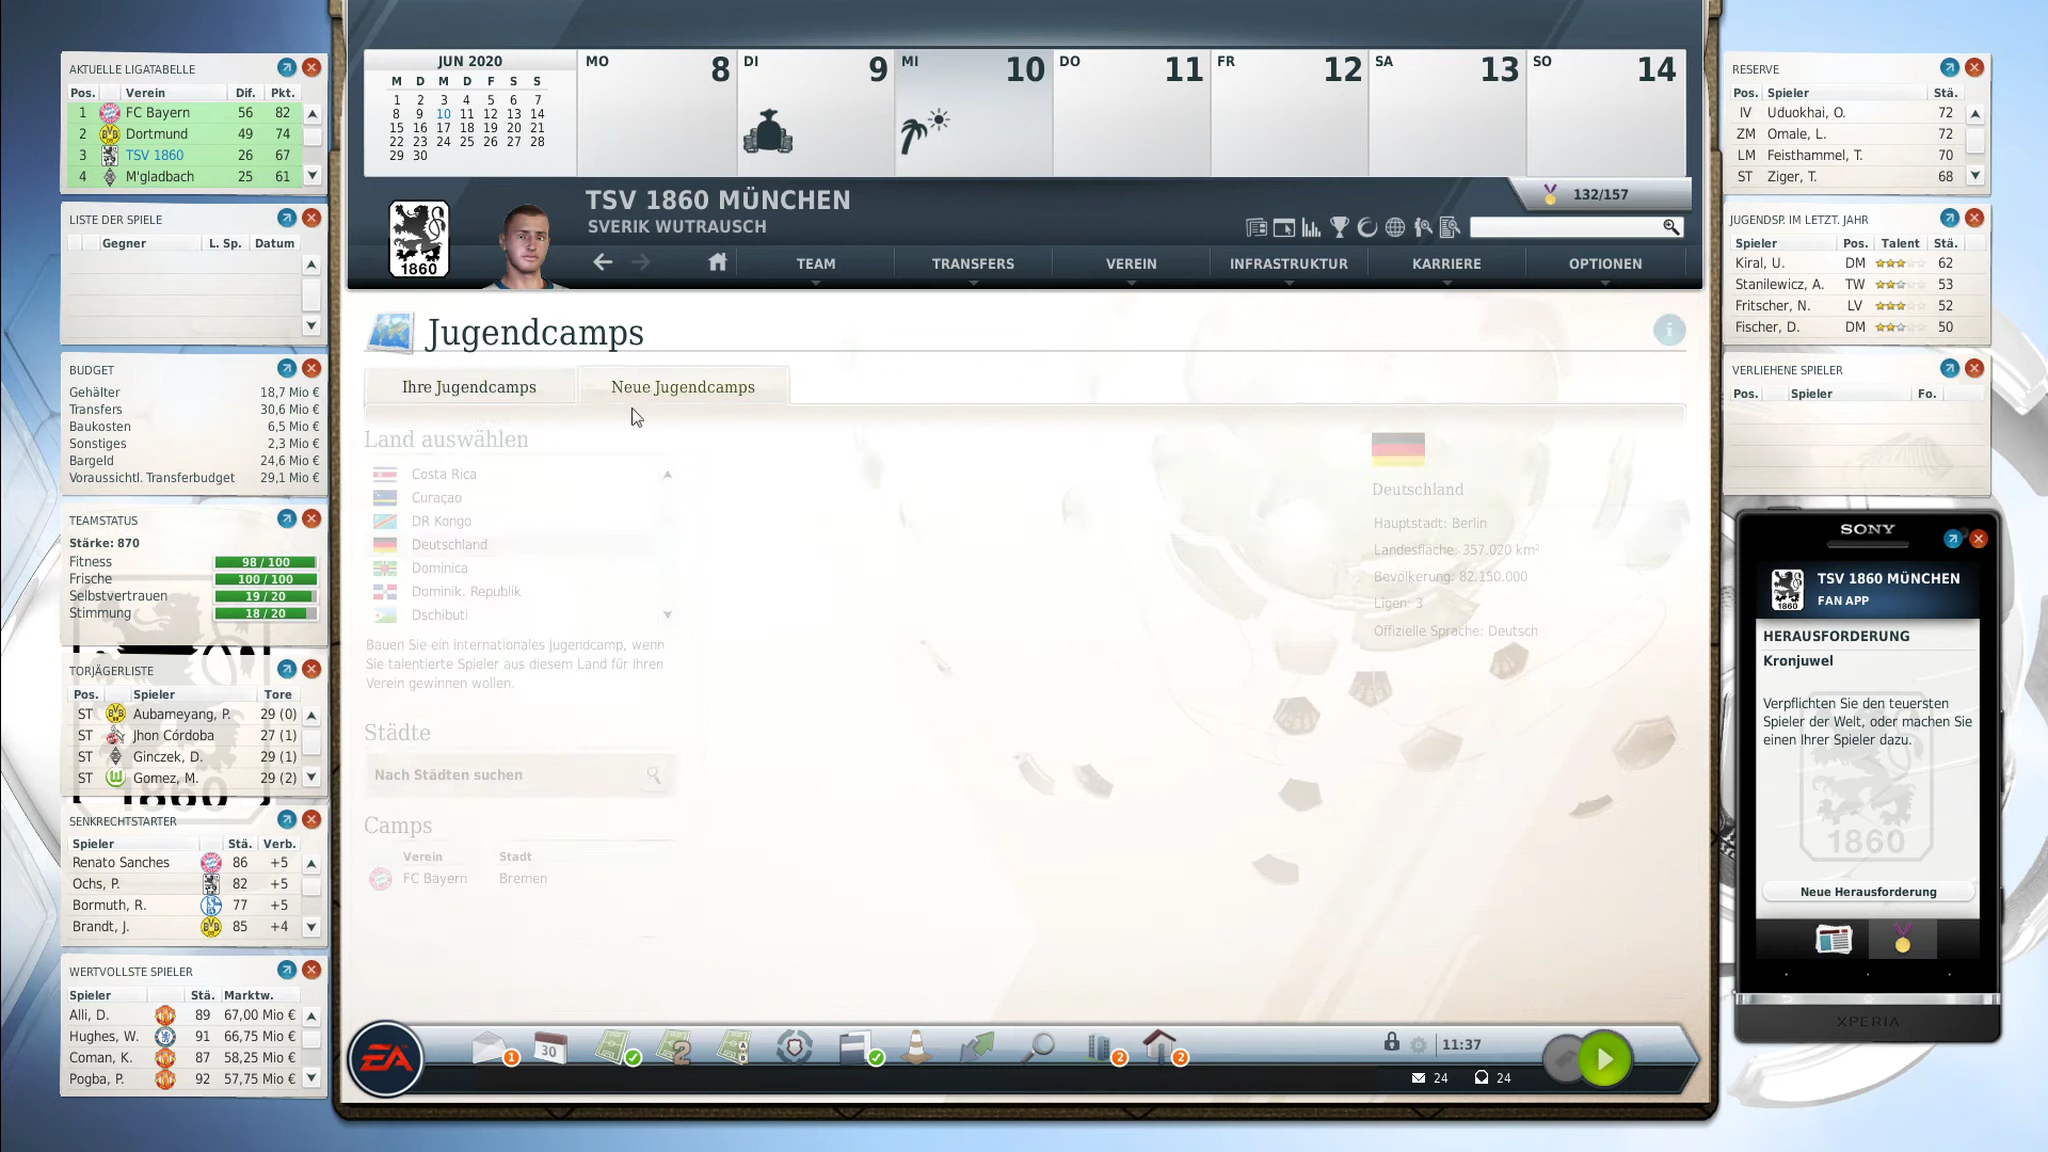 AKTUELLE LIGATABELLE
Pos. Verein Dif. Pkt.
1 FC Bayern 56 82
2 Dortmund 49 74
3 TSV 1860 26 67
4 M'gladbach 25 61
LISTE DER SPIELE
Gegner L. Sp. Datum
BUDGET
Gehälter 18,7 Mio €
Transfers 30,6 Mio €
Baukosten 6,5 Mio €
Sonstiges 2,3 Mio €
Bargeld 24,6 Mio €
Voraussichtl. Transferbudget 29,1 Mio €
TEAMSTATUS
Stärke: 870
Fitness 98 / 100
Frische 100 / 100
Selbstvertrauen 19 / 20
Stimmung 18 / 20
TORJÄGERLISTE
Pos. Spieler Tore
ST Aubameyang, P. 29 (0)
ST Jhon Córdoba 27 (1)
ST Ginczek, D. 29 (1)
ST Gomez, M. 29 (2)
SENKRECHTSTARTER
Spieler Stä. Verb.
Renato Sanches 86 +5
Ochs, P. 82 +5
Bormuth, R. 77 +5
Brandt, J. 85 +4
WERTVOLLSTE SPIELER
Spieler Stä. Marktw.
Alli, D. 89 67,00 Mio €
Hughes, W. 91 66,75 Mio €
Coman, K. 87 58,25 Mio €
Pogba, P. 92 57,75 Mio €
JUN 2020
M D M D F S S
1 2 3 4 5 6 7
8 9 10 11 12 13 14
15 16 17 18 19 20 21
22 23 24 25 26 27 28
29 30
MO 8 DI 9 MI 10 DO 11 FR 12 SA 13 SO 14
TSV 1860 MÜNCHEN
SVERIK WUTRAUSCH
132/157
1860
TEAM TRANSFERS VEREIN INFRASTRUKTUR KARRIERE OPTIONEN
Jugendcamps
Ihre Jugendcamps Neue Jugendcamps
Land auswählen
Costa Rica
Curaçao
DR Kongo
Deutschland
Dominica
Dominik. Republik
Dschibuti
Bauen Sie ein internationales Jugendcamp, wenn
Sie talentierte Spieler aus diesem Land für Ihren
Verein gewinnen wollen.
Städte
Nach Städten suchen
Camps
Verein Stadt
FC Bayern Bremen
Deutschland
Hauptstadt: Berlin
Landesfläche: 357.020 km²
Bevölkerung: 82.150.000
Ligen: 3
Offizielle Sprache: Deutsch
EA
1
30
2
2
2
11:37
24 24
RESERVE
Pos. Spieler Stä.
IV Uduokhai, O. 72
ZM Omale, L. 72
LM Feisthammel, T. 70
ST Ziger, T. 68
JUGENDSP. IM LETZT. JAHR
Spieler Pos. Talent Stä.
Kiral, U. DM 62
Stanilewicz, A. TW 53
Fritscher, N. LV 52
Fischer, D. DM 50
VERLIEHENE SPIELER
Pos. Spieler Fo.
SONY
TSV 1860 MÜNCHEN
FAN APP
1860
HERAUSFORDERUNG
Kronjuwel
Verpflichten Sie den teuersten
Spieler der Welt, oder machen Sie
einen Ihrer Spieler dazu.
1860
Neue Herausforderung
XPERIA